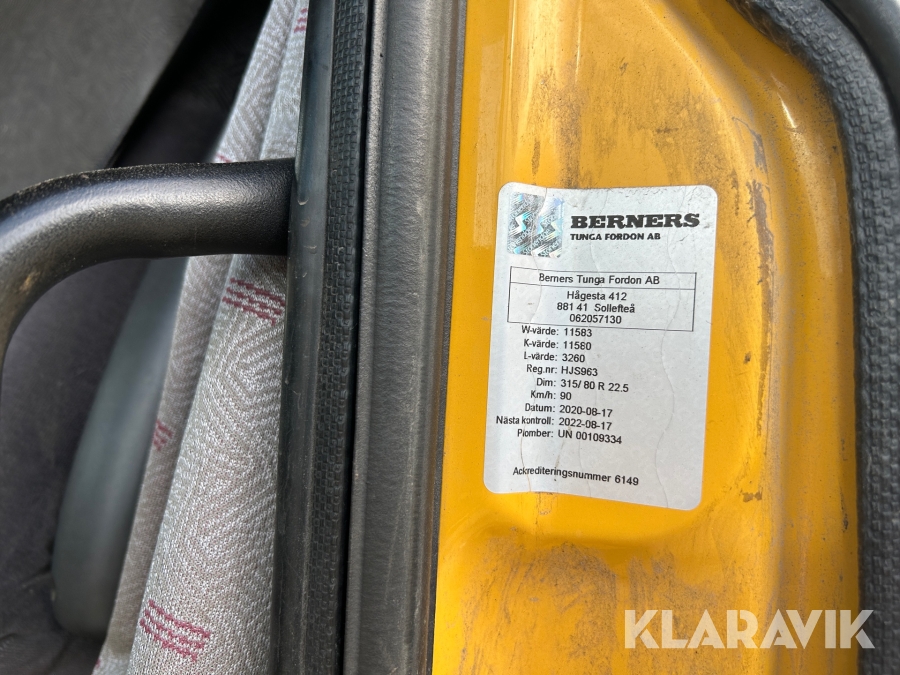 BERNERS
TUNGA FORDON AB
Berners Tunga Fordon AB
Hågesta 412
881 41 Sollefteå
062057130
W-värde: 11583
K-värde: 11580
L-värde: 3260
Reg.nr: HJS963
Dim: 315/ 80 R 22.5
Km/h: 90
Datum: 2020-08-17
Nästa kontroll: 2022-08-17
Plomber: UN 00109334
Ackrediteringsnummer 6149
KLARAVIK